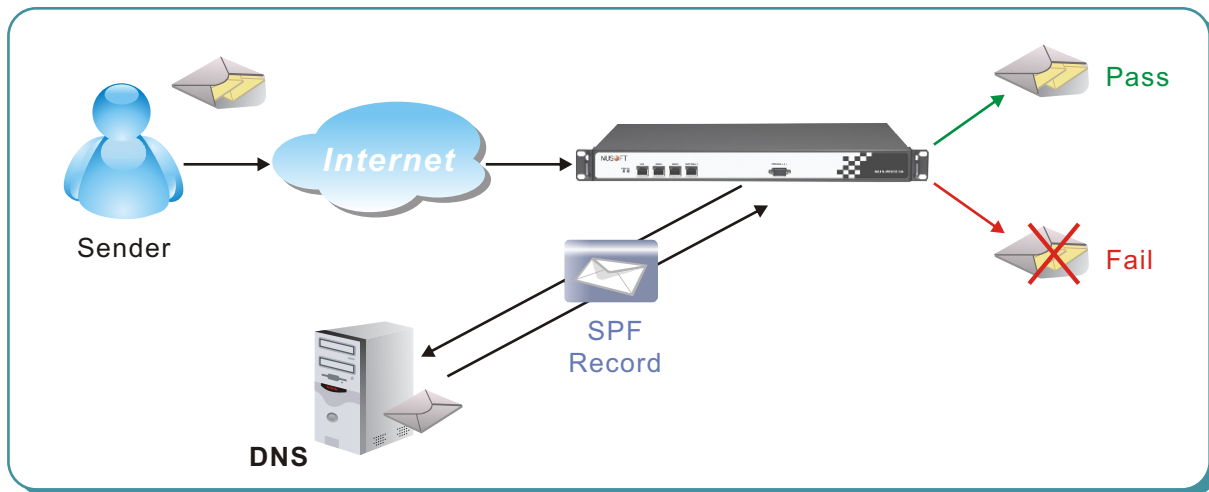 Pass
Internet
NUSOFT
Sender
Fail
SPF
Record
DNS